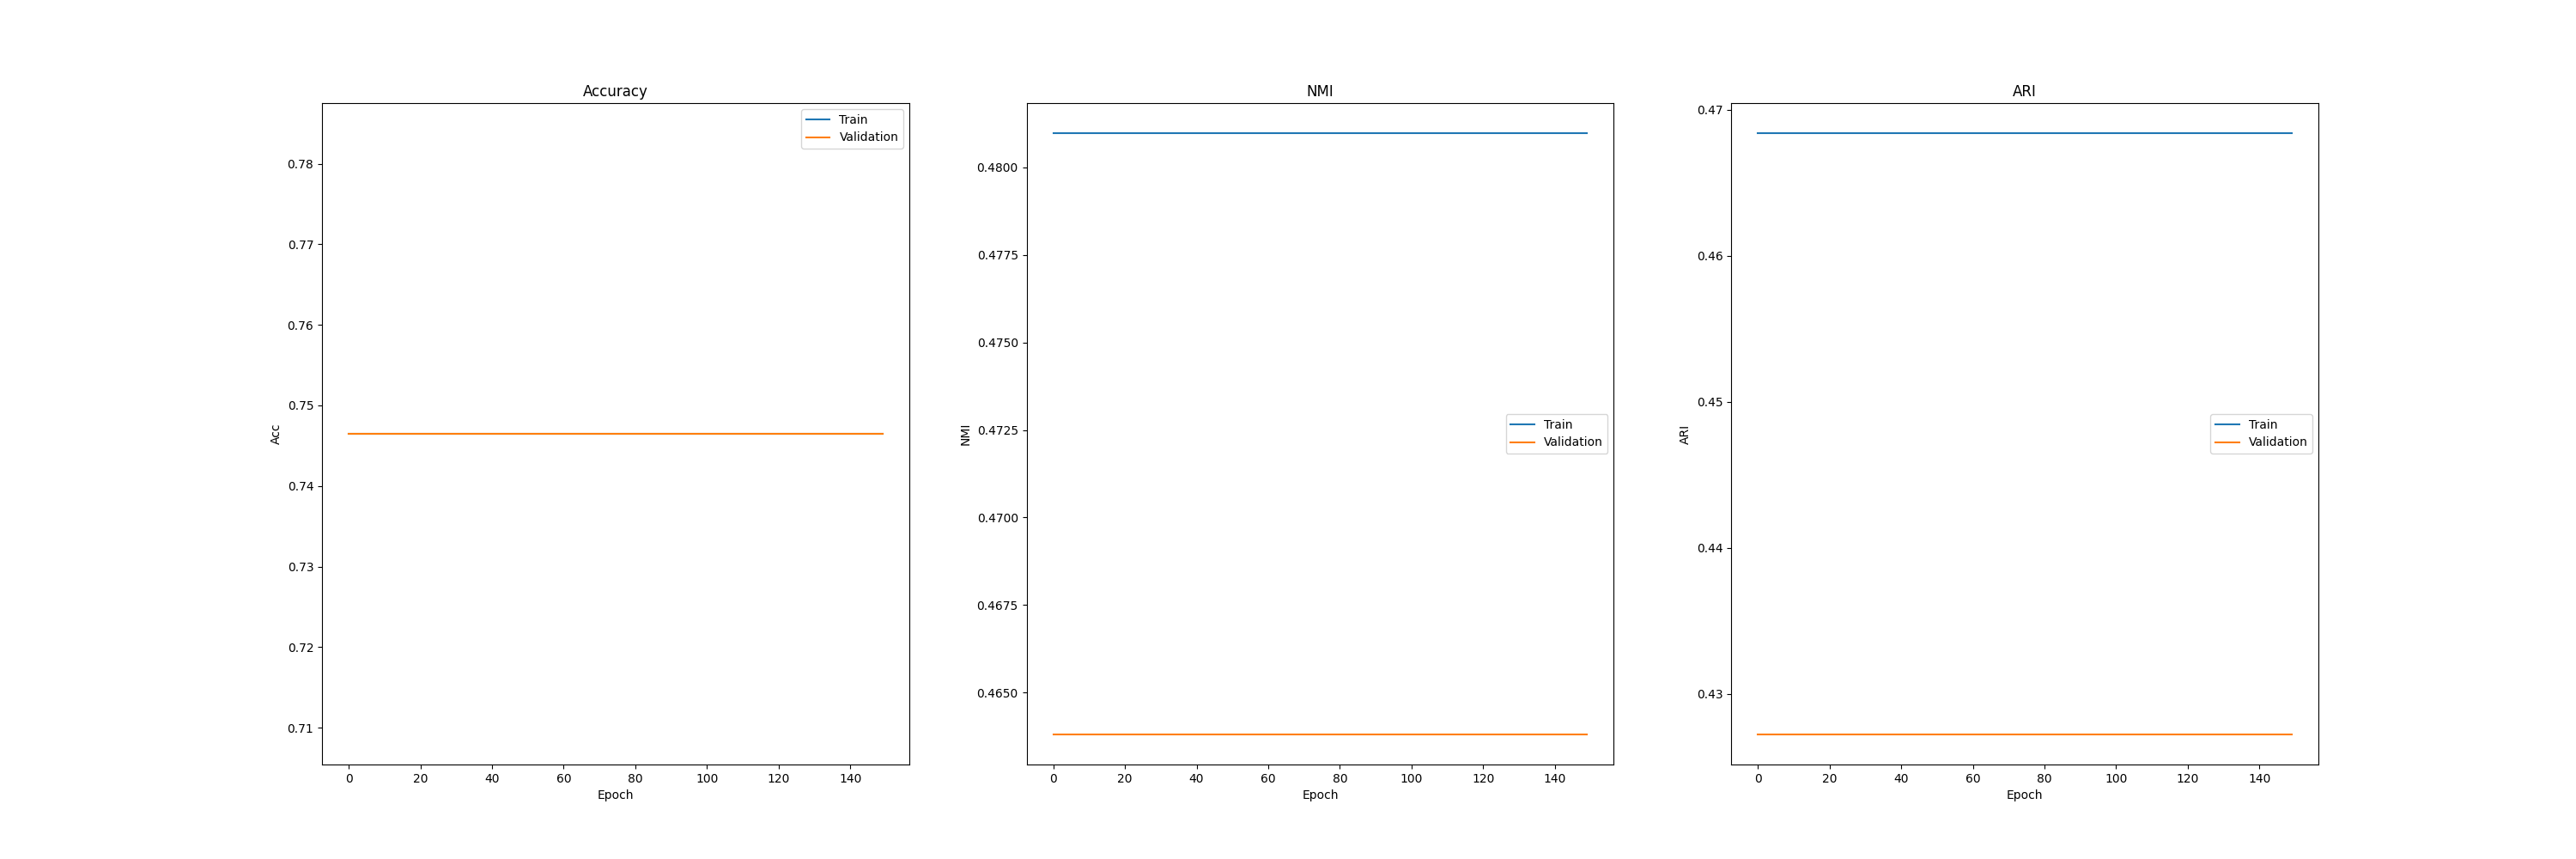 Accuracy
Train
Validation
0.78
0.77
0.76
0.75
0.74
0.73
0.72
0.71
Acc
0 20 40 60 80 100 120 140
Epoch
NMI
Train
Validation
0.4800
0.4775
0.4750
0.4725
0.4700
0.4675
0.4650
NMI
0 20 40 60 80 100 120 140
Epoch
ARI
Train
Validation
0.47
0.46
0.45
0.44
0.43
ARI
0 20 40 60 80 100 120 140
Epoch